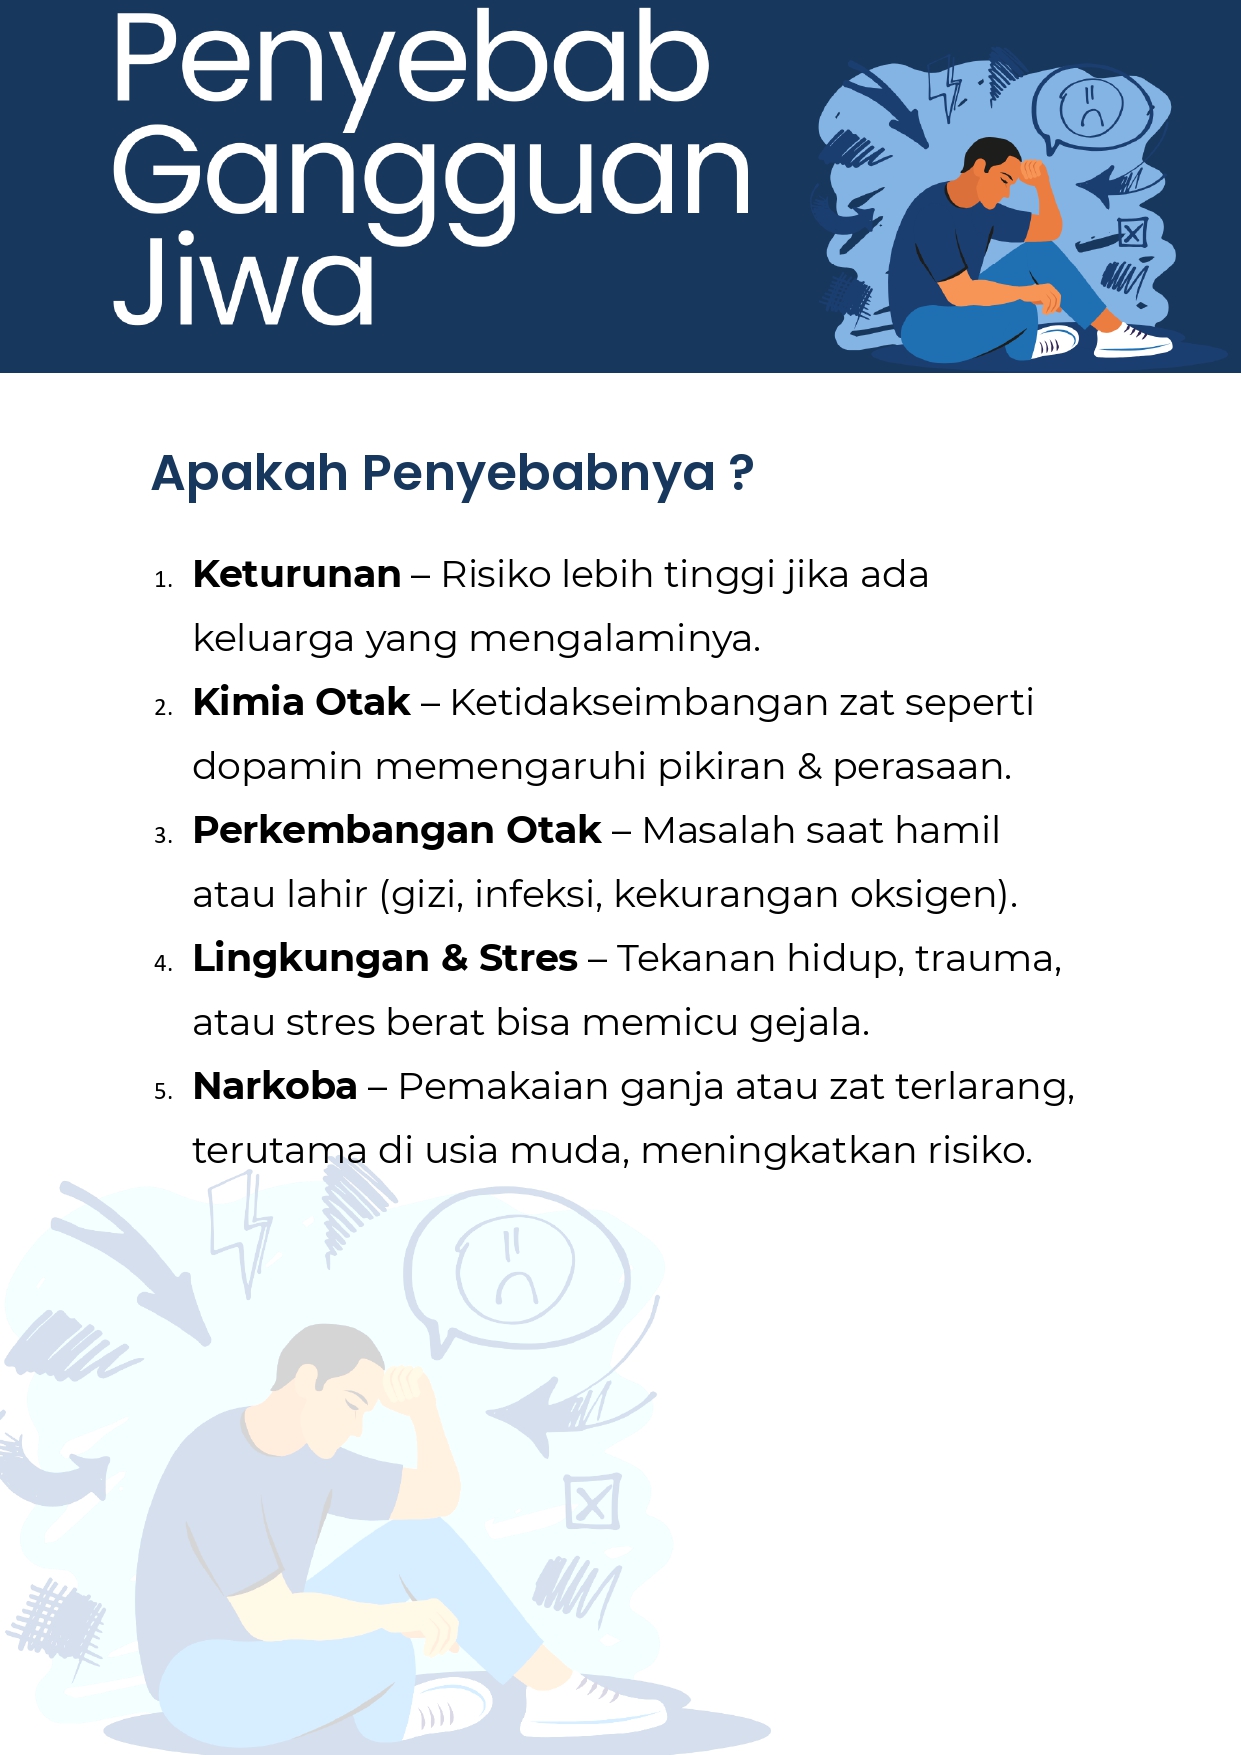 Penyebab
Gangguan
Jiwa
Apakah Penyebabnya ?
1. Keturunan – Risiko lebih tinggi jika ada
keluarga yang mengalaminya.
2. Kimia Otak – Ketidakseimbangan zat seperti
dopamin memengaruhi pikiran & perasaan.
3. Perkembangan Otak – Masalah saat hamil
atau lahir (gizi, infeksi, kekurangan oksigen).
4. Lingkungan & Stres – Tekanan hidup, trauma,
atau stres berat bisa memicu gejala.
5. Narkoba – Pemakaian ganja atau zat terlarang,
terutama di usia muda, meningkatkan risiko.